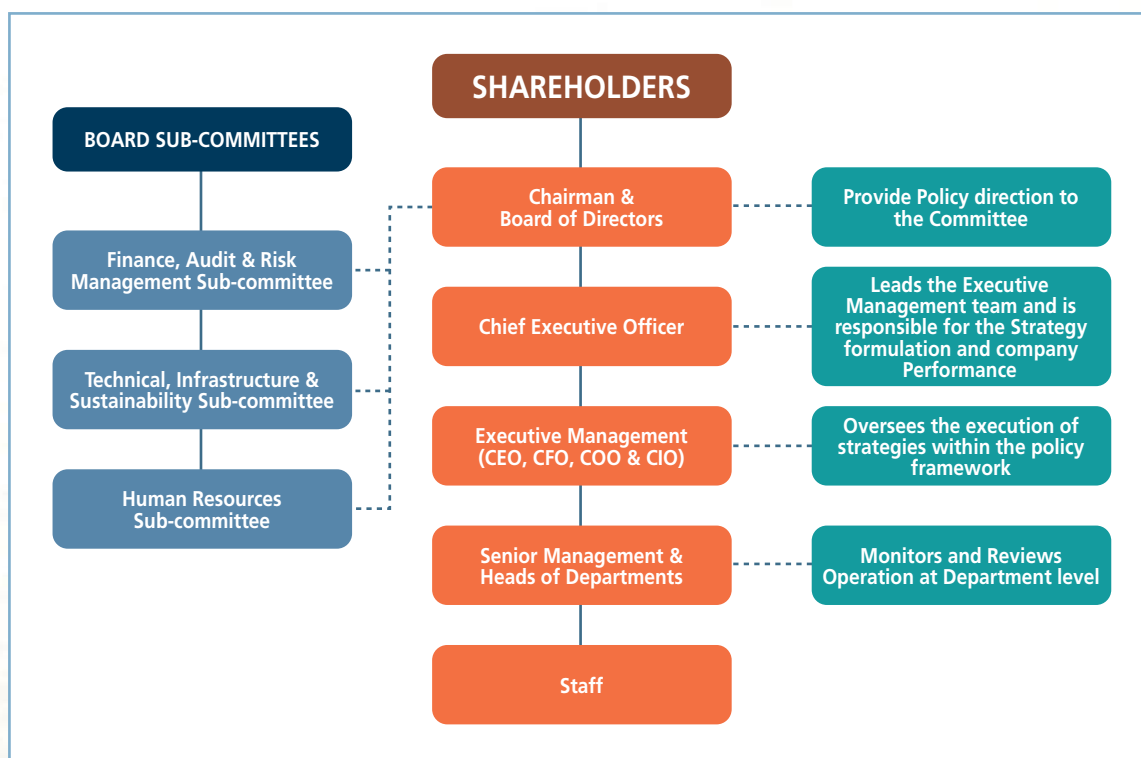 SHAREHOLDERS
BOARD SUB-COMMITTEES
Finance, Audit & Risk
Management Sub-committee
Technical, Infrastructure &
Sustainability Sub-committee
Human Resources
Sub-committee
Chairman &
Board of Directors
Provide Policy direction to
the Committee
Chief Executive Officer
Leads the Executive
Management team and is
responsible for the Strategy
formulation and company
Performance
Executive Management
(CEO, CFO, COO & CIO)
Oversees the execution of
strategies within the policy
framework
Senior Management &
Heads of Departments
Monitors and Reviews
Operation at Department level
Staff